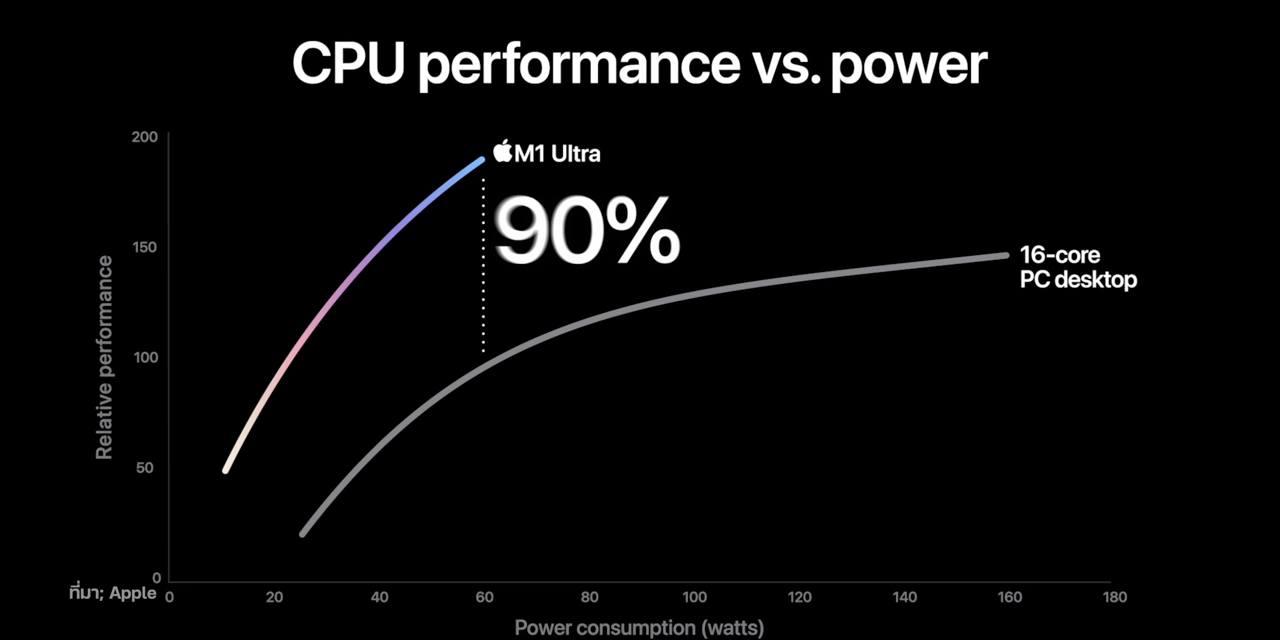 CPU performance vs. power
200
M1 Ultra
90%
150
16-core
PC desktop
Relative performance
100
50
0
ที่มา; Apple
0 20 40 60 80 100 120 140 160 180
Power consumption (watts)